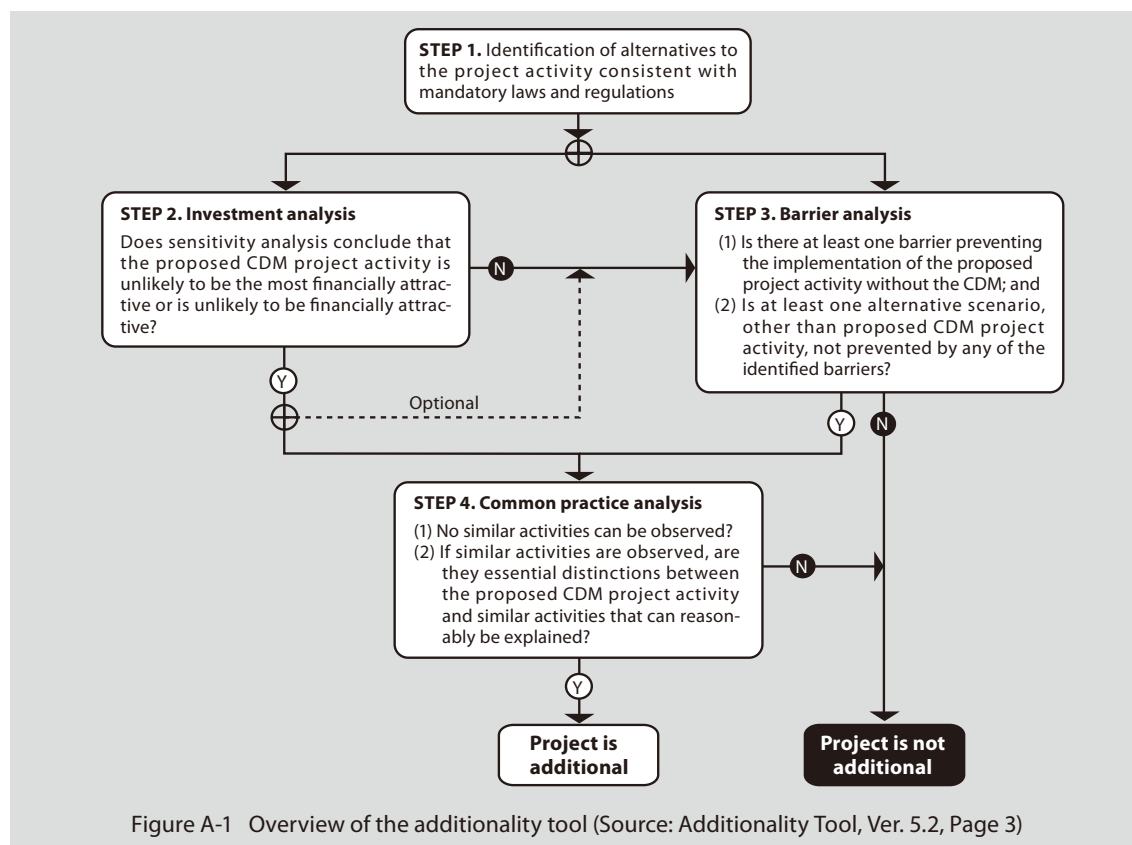 STEP 1. Identification of alternatives to
the project activity consistent with
mandatory laws and regulations
STEP 2. Investment analysis
Does sensitivity analysis conclude that
the proposed CDM project activity is
unlikely to be the most financially attrac-
tive or is unlikely to be financially attrac-
tive?
N
STEP 3. Barrier analysis
(1) Is there at least one barrier preventing
the implementation of the proposed
project activity without the CDM; and
(2) Is at least one alternative scenario,
other than proposed CDM project
activity, not prevented by any of the
identified barriers?
Y
Optional
Y
N
STEP 4. Common practice analysis
(1) No similar activities can be observed?
(2) If similar activities are observed, are
they essential distinctions between
the proposed CDM project activity
and similar activities that can reason-
ably be explained?
N
Y
Project is
additional
Project is not
additional
Figure A-1 Overview of the additionality tool (Source: Additionality Tool, Ver. 5.2, Page 3)